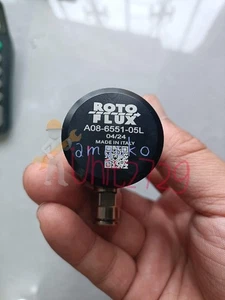 ROTO
FLUX
A08-6551-05L
04/24
MADE IN ITALY